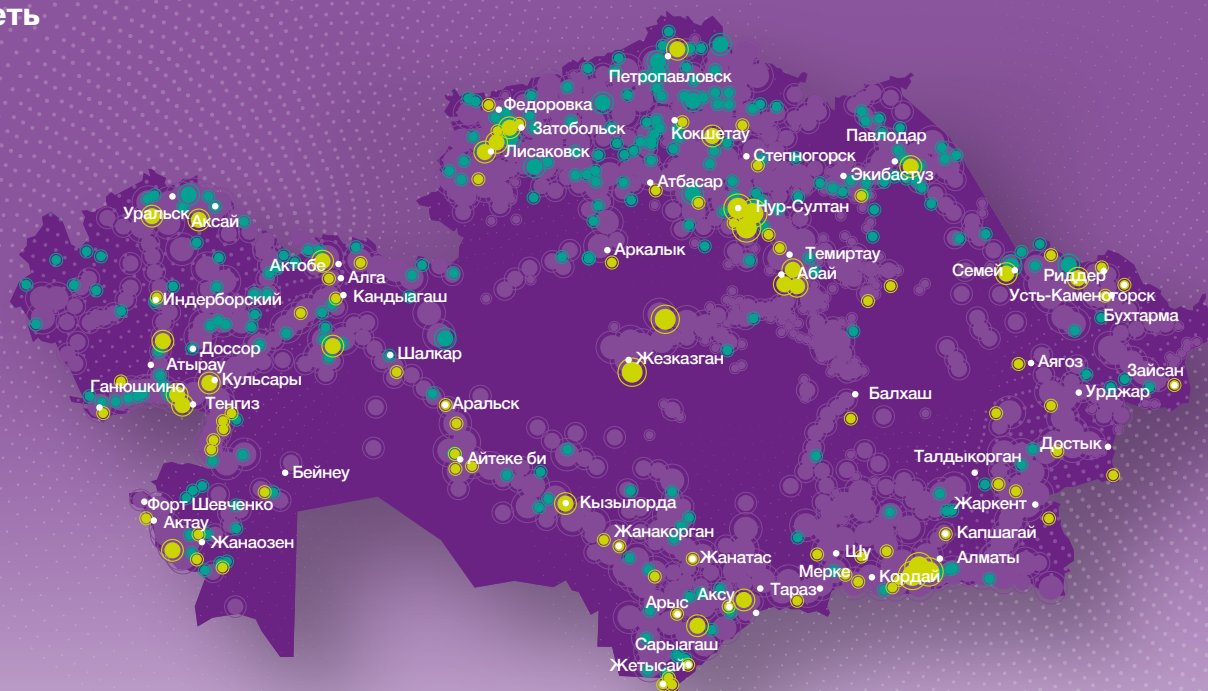 еть
Петропавловск
Федоровка
Затобольск
Кокшетау
Павлодар
Лисаковск
Степногорск
Экибастуз
Атбасар
Уральск
Аксай
Нур-Султан
Аркалык
Темиртау
Актобе
Абай
Семей
Риддер
Алга
Индерборский
Кандыагаш
Усть-Каменогорск
Бухтарма
Доссор
Шалкар
Жезказган
Атырау
Аягоз
Зайсан
Ганюшкино
Кульсары
Балхаш
Урджар
Тенгиз
Аральск
Достык
Айтеке би
Талдыкорган
Бейнеу
Форт Шевченко
Кызылорда
Жаркент
Актау
Жанакорган
Капшагай
Жанаозен
Шу
Жанатас
Алматы
Мерке
Кордай
Аксу
Тараз
Арыс
Сарыагаш
Жетысай